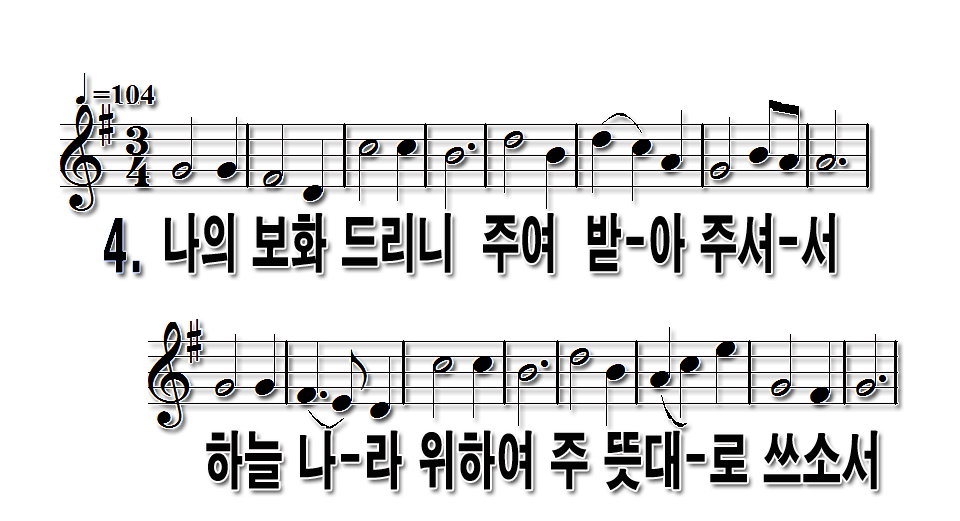 ♩=104
3
4
4. 나의 보화 드리니 주여 받-아 주셔-서
하늘 나-라 위하여 주 뜻대-로 쓰소서